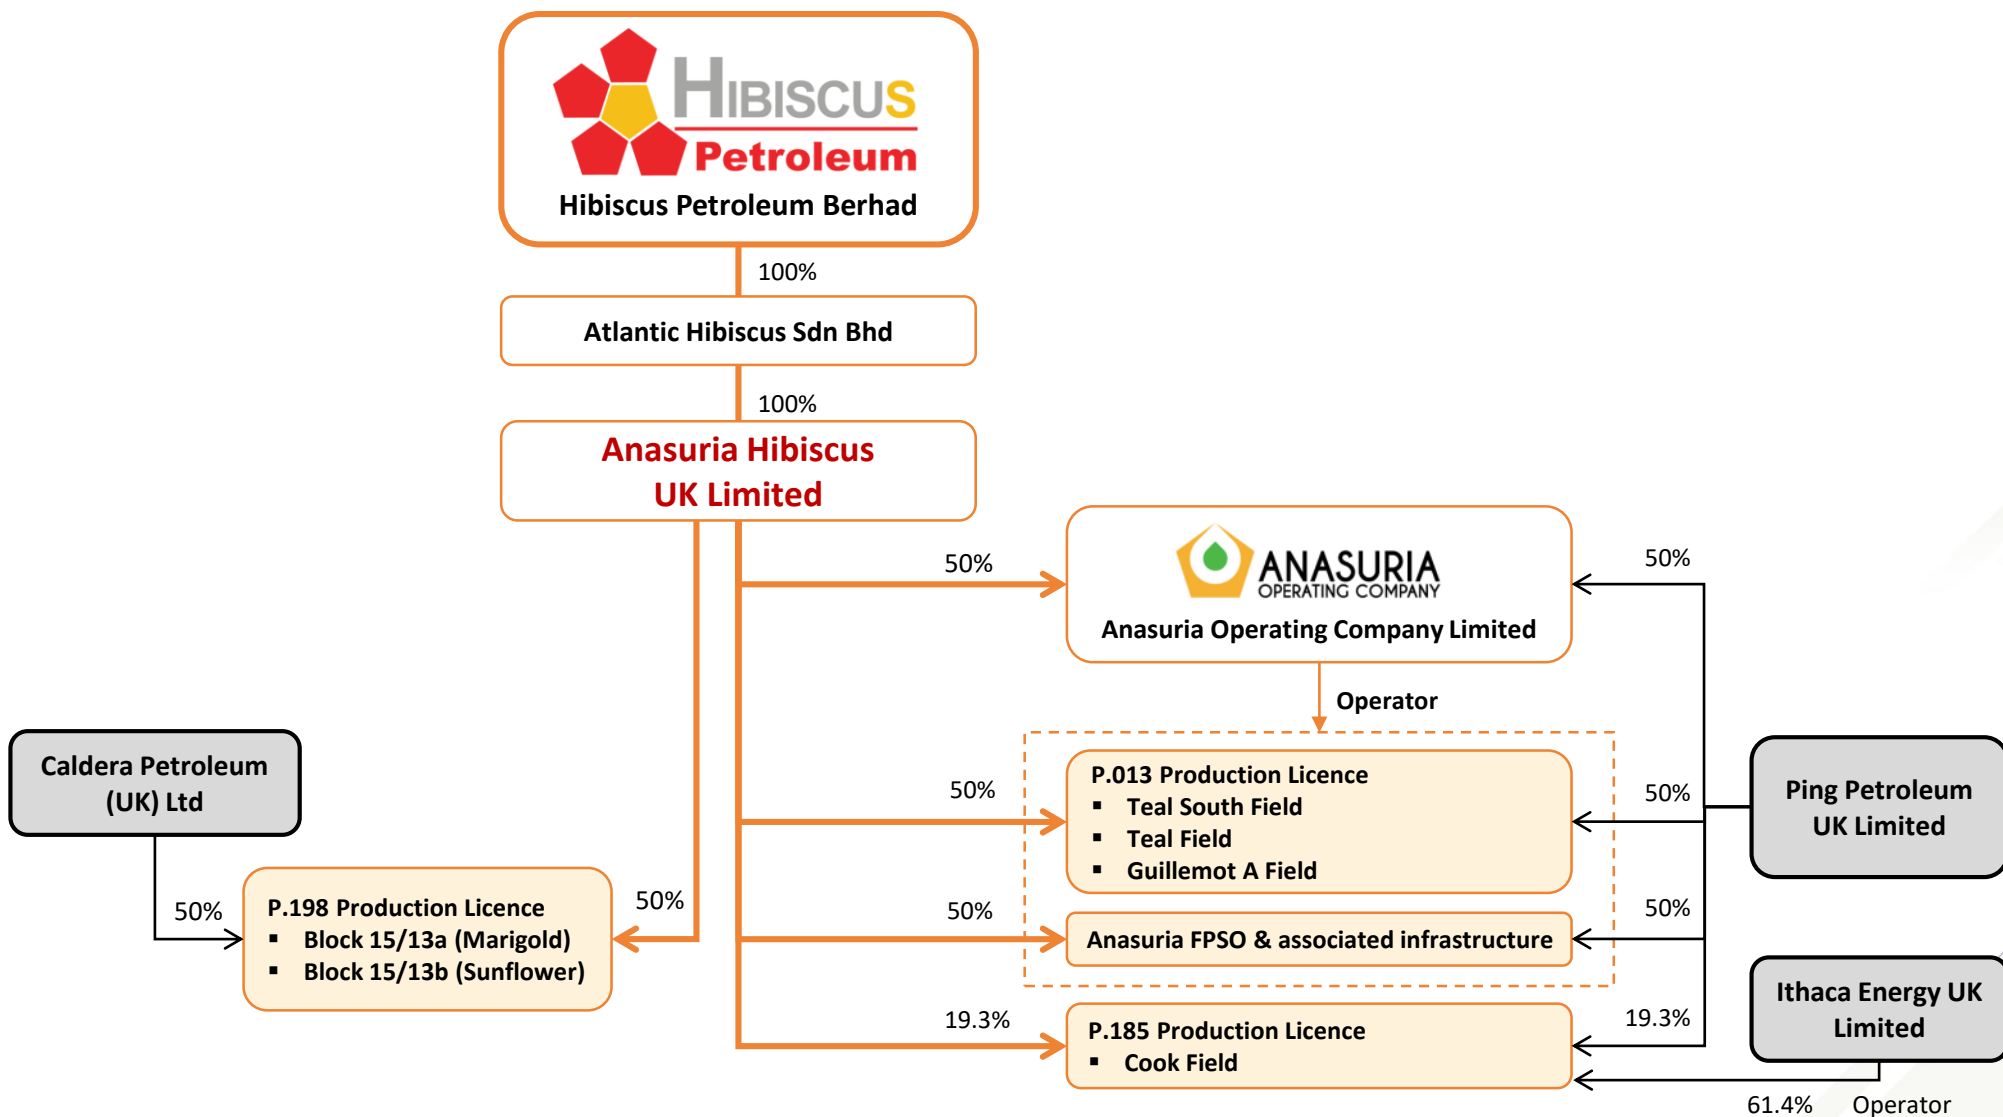 HIBISCUS
Petroleum
Hibiscus Petroleum Berhad
100%
Atlantic Hibiscus Sdn Bhd
100%
Anasuria Hibiscus
UK Limited
50%
ANASURIA
OPERATING COMPANY
Anasuria Operating Company Limited
50%
Operator
Caldera Petroleum
(UK) Ltd
50%
P.198 Production Licence
▪ Block 15/13a (Marigold)
▪ Block 15/13b (Sunflower)
50%
50%
P.013 Production Licence
▪ Teal South Field
▪ Teal Field
▪ Guillemot A Field
50%
Ping Petroleum
UK Limited
50%
Anasuria FPSO & associated infrastructure
50%
19.3%
P.185 Production Licence
▪ Cook Field
19.3%
Ithaca Energy UK
Limited
61.4% Operator